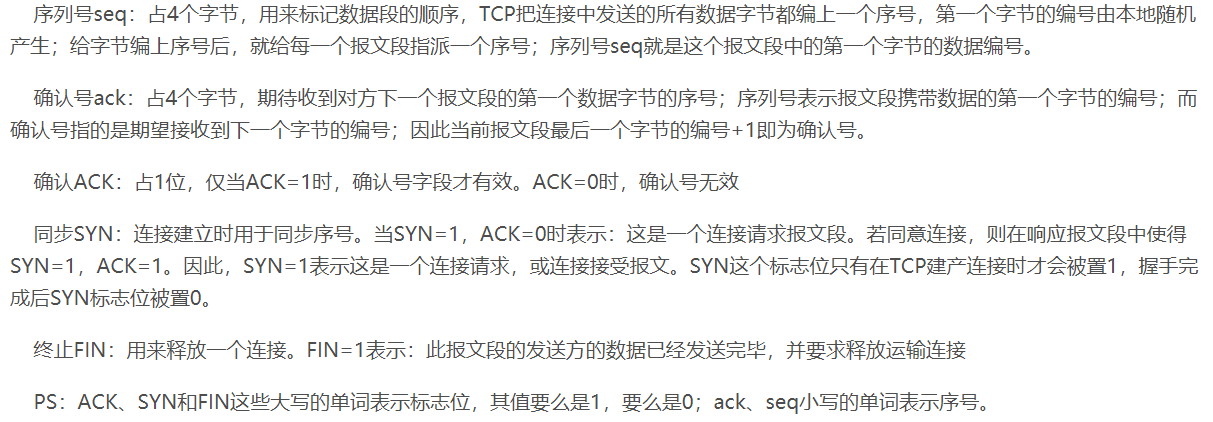 序列号seq：占4个字节，用来标记数据段的顺序，TCP把连接中发送的所有数据字节都编上一个序号，第一个字节的编号由本地随机
产生；给字节编上序号后，就给每一个报文段指派一个序号；序列号seq就是这个报文段中的第一个字节的数据编号。
确认号ack：占4个字节，期待收到对方下一个报文段的第一个数据字节的序号；序列号表示报文段携带数据的第一个字节的编号；而
确认号指的是期望接收到下一个字节的编号；因此当前报文段最后一个字节的编号+1即为确认号。
确认ACK：占1位，仅当ACK=1时，确认号字段才有效。ACK=0时，确认号无效
同步SYN：连接建立时用于同步序号。当SYN=1，ACK=0时表示：这是一个连接请求报文段。若同意连接，则在响应报文段中使得
SYN=1，ACK=1。因此，SYN=1表示这是一个连接请求，或连接接受报文。SYN这个标志位只有在TCP建产连接时才会被置1，握手完
成后SYN标志位被置0。
终止FIN：用来释放一个连接。FIN=1表示：此报文段的发送方的数据已经发送完毕，并要求释放运输连接
PS：ACK、SYN和FIN这些大写的单词表示标志位，其值要么是1，要么是0；ack、seq小写的单词表示序号。